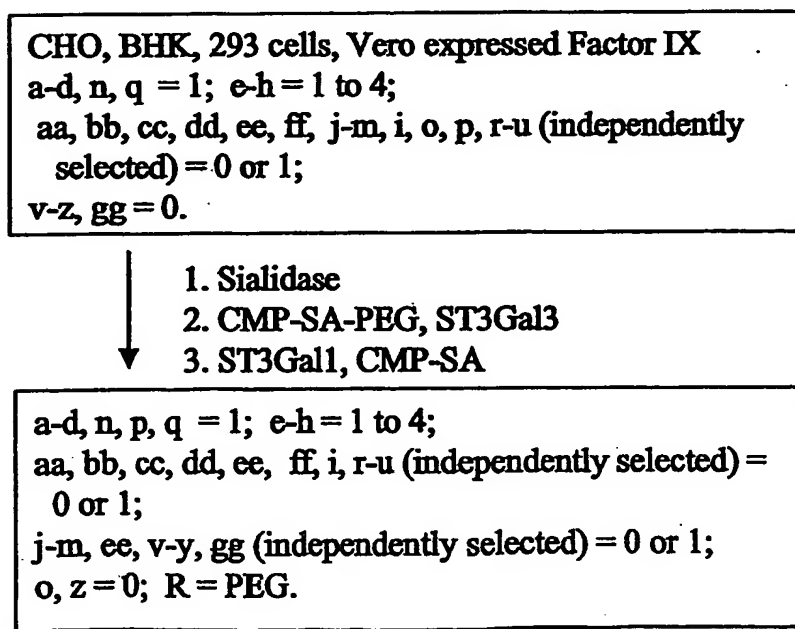 CHO, BHK, 293 cells, Vero expressed Factor IX
a-d, n, q = 1; e-h = 1 to 4;
aa, bb, cc, dd, ee, ff, j-m, i, o, p, r-u (independently
selected) = 0 or 1;
v-z, gg = 0.
1. Sialidase
2. CMP-SA-PEG, ST3Gal3
3. ST3Gal1, CMP-SA
a-d, n, p, q = 1; e-h = 1 to 4;
aa, bb, cc, dd, ee, ff, i, r-u (independently selected) =
0 or 1;
j-m, ee, v-y, gg (independently selected) = 0 or 1;
o, z = 0; R = PEG.